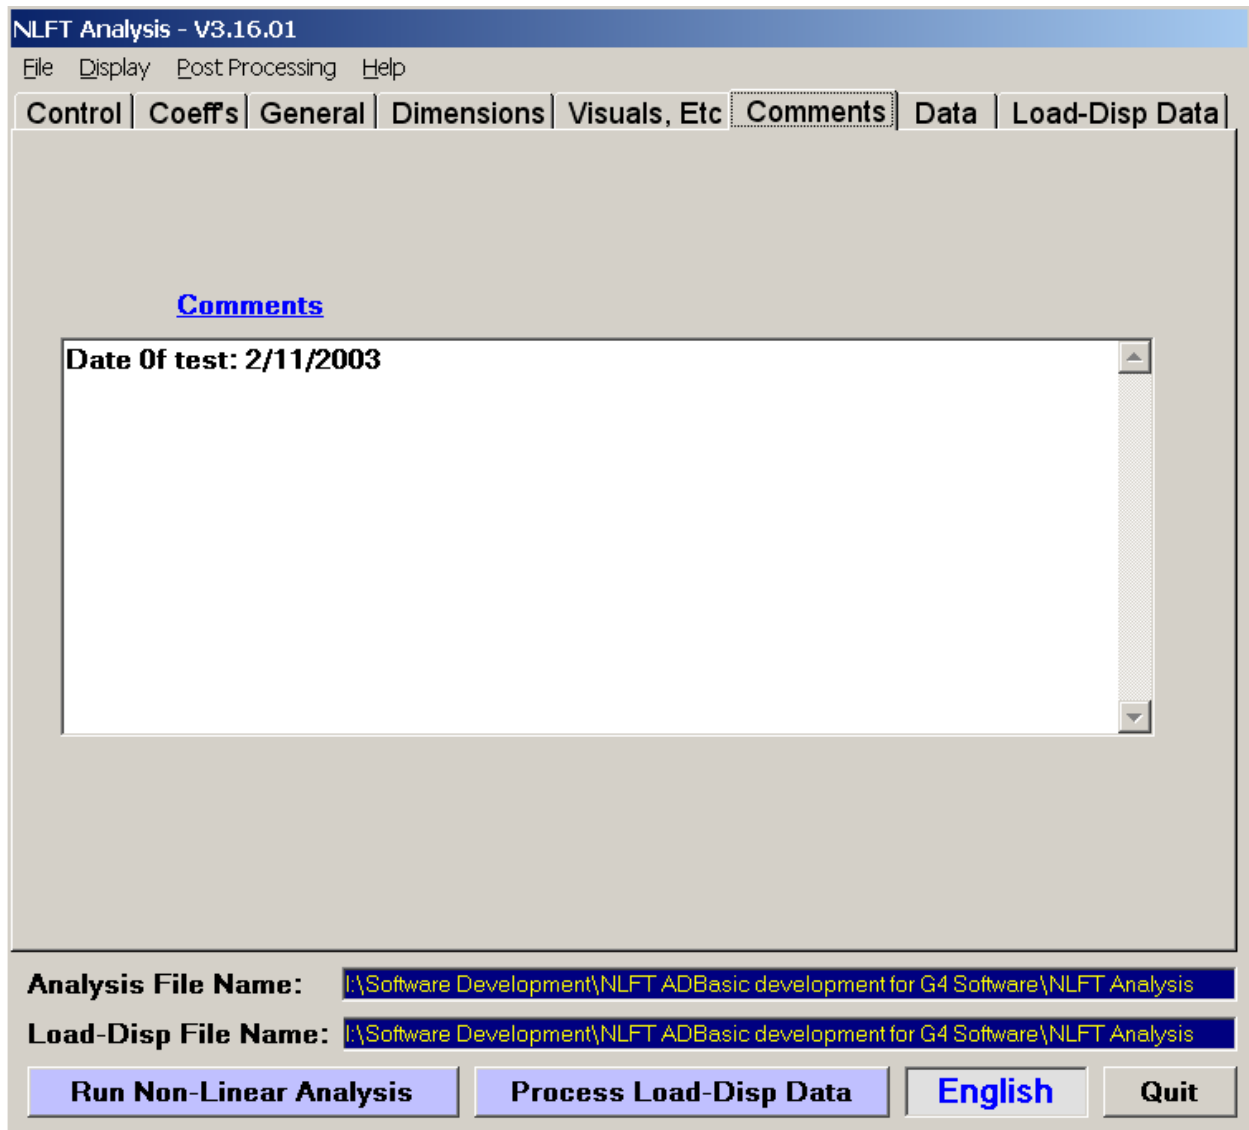 NLFT Analysis - V3.16.01
File Display Post Processing Help
Control Coeff's General Dimensions Visuals, Etc Comments Data Load-Disp Data
Comments
Date 0f test: 2/11/2003
Analysis File Name: I:\Software Development\NLFT ADBasic development for G4 Software\NLFT Analysis
Load-Disp File Name: I:\Software Development\NLFT ADBasic development for G4 Software\NLFT Analysis
Run Non-Linear Analysis Process Load-Disp Data English Quit